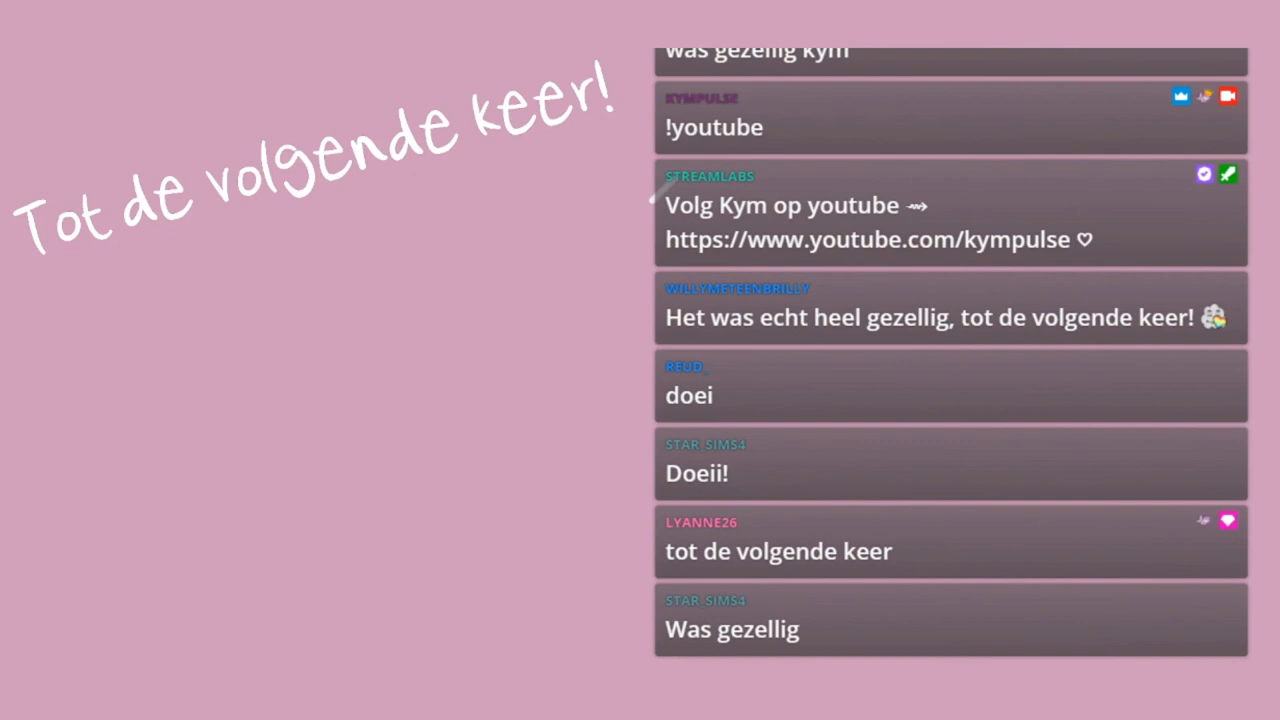 Tot de volgende keer!
was gezellig kym
KYMPULSE
!youtube
STREAMLABS
Volg Kym op youtube ⇝
https://www.youtube.com/kympulse ♡
WILLYMETEENBRILLY
Het was echt heel gezellig, tot de volgende keer!
REUD_
doei
STAR_SIMS4
Doeii!
LYANNE26
tot de volgende keer
STAR_SIMS4
Was gezellig